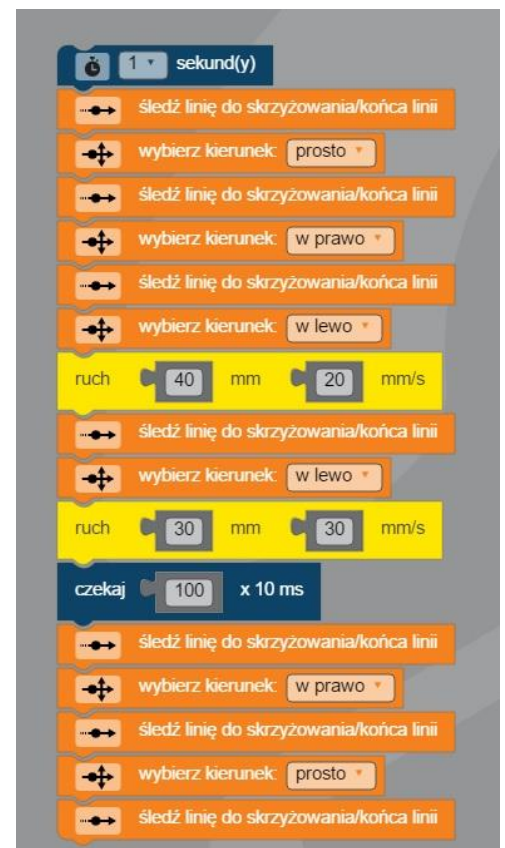 1 sekund(y)
śledź linię do skrzyżowania/końca linii
wybierz kierunek: prosto
śledź linię do skrzyżowania/końca linii
wybierz kierunek: w prawo
śledź linię do skrzyżowania/końca linii
wybierz kierunek: w lewo
ruch 40 mm 20 mm/s
śledź linię do skrzyżowania/końca linii
wybierz kierunek: w lewo
ruch 30 mm 30 mm/s
czekaj 100 x 10 ms
śledź linię do skrzyżowania/końca linii
wybierz kierunek: w prawo
śledź linię do skrzyżowania/końca linii
wybierz kierunek: prosto
śledź linię do skrzyżowania/końca linii